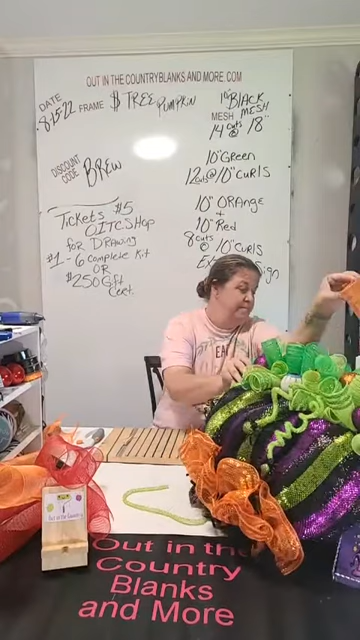 OUT IN THE COUNTRYBLANKS AND MORE.COM
DATE
8-15-22
FRAME $ TREE Pumpkin
10" BLACK MESH
MESH 14 cuts @ 18"
DISCOUNT CODE BREW
10" Green
12 cuts @ 10" CURLS
10" ORANge
+
10" Red
8 cuts @ 10" CURLS
Tickets $5
OITC.Shop
for DRAWing
#1 - 6 Complete Kit
OR
$250 Gift Cert.
EAT
Out in the
Country
Blanks
and More